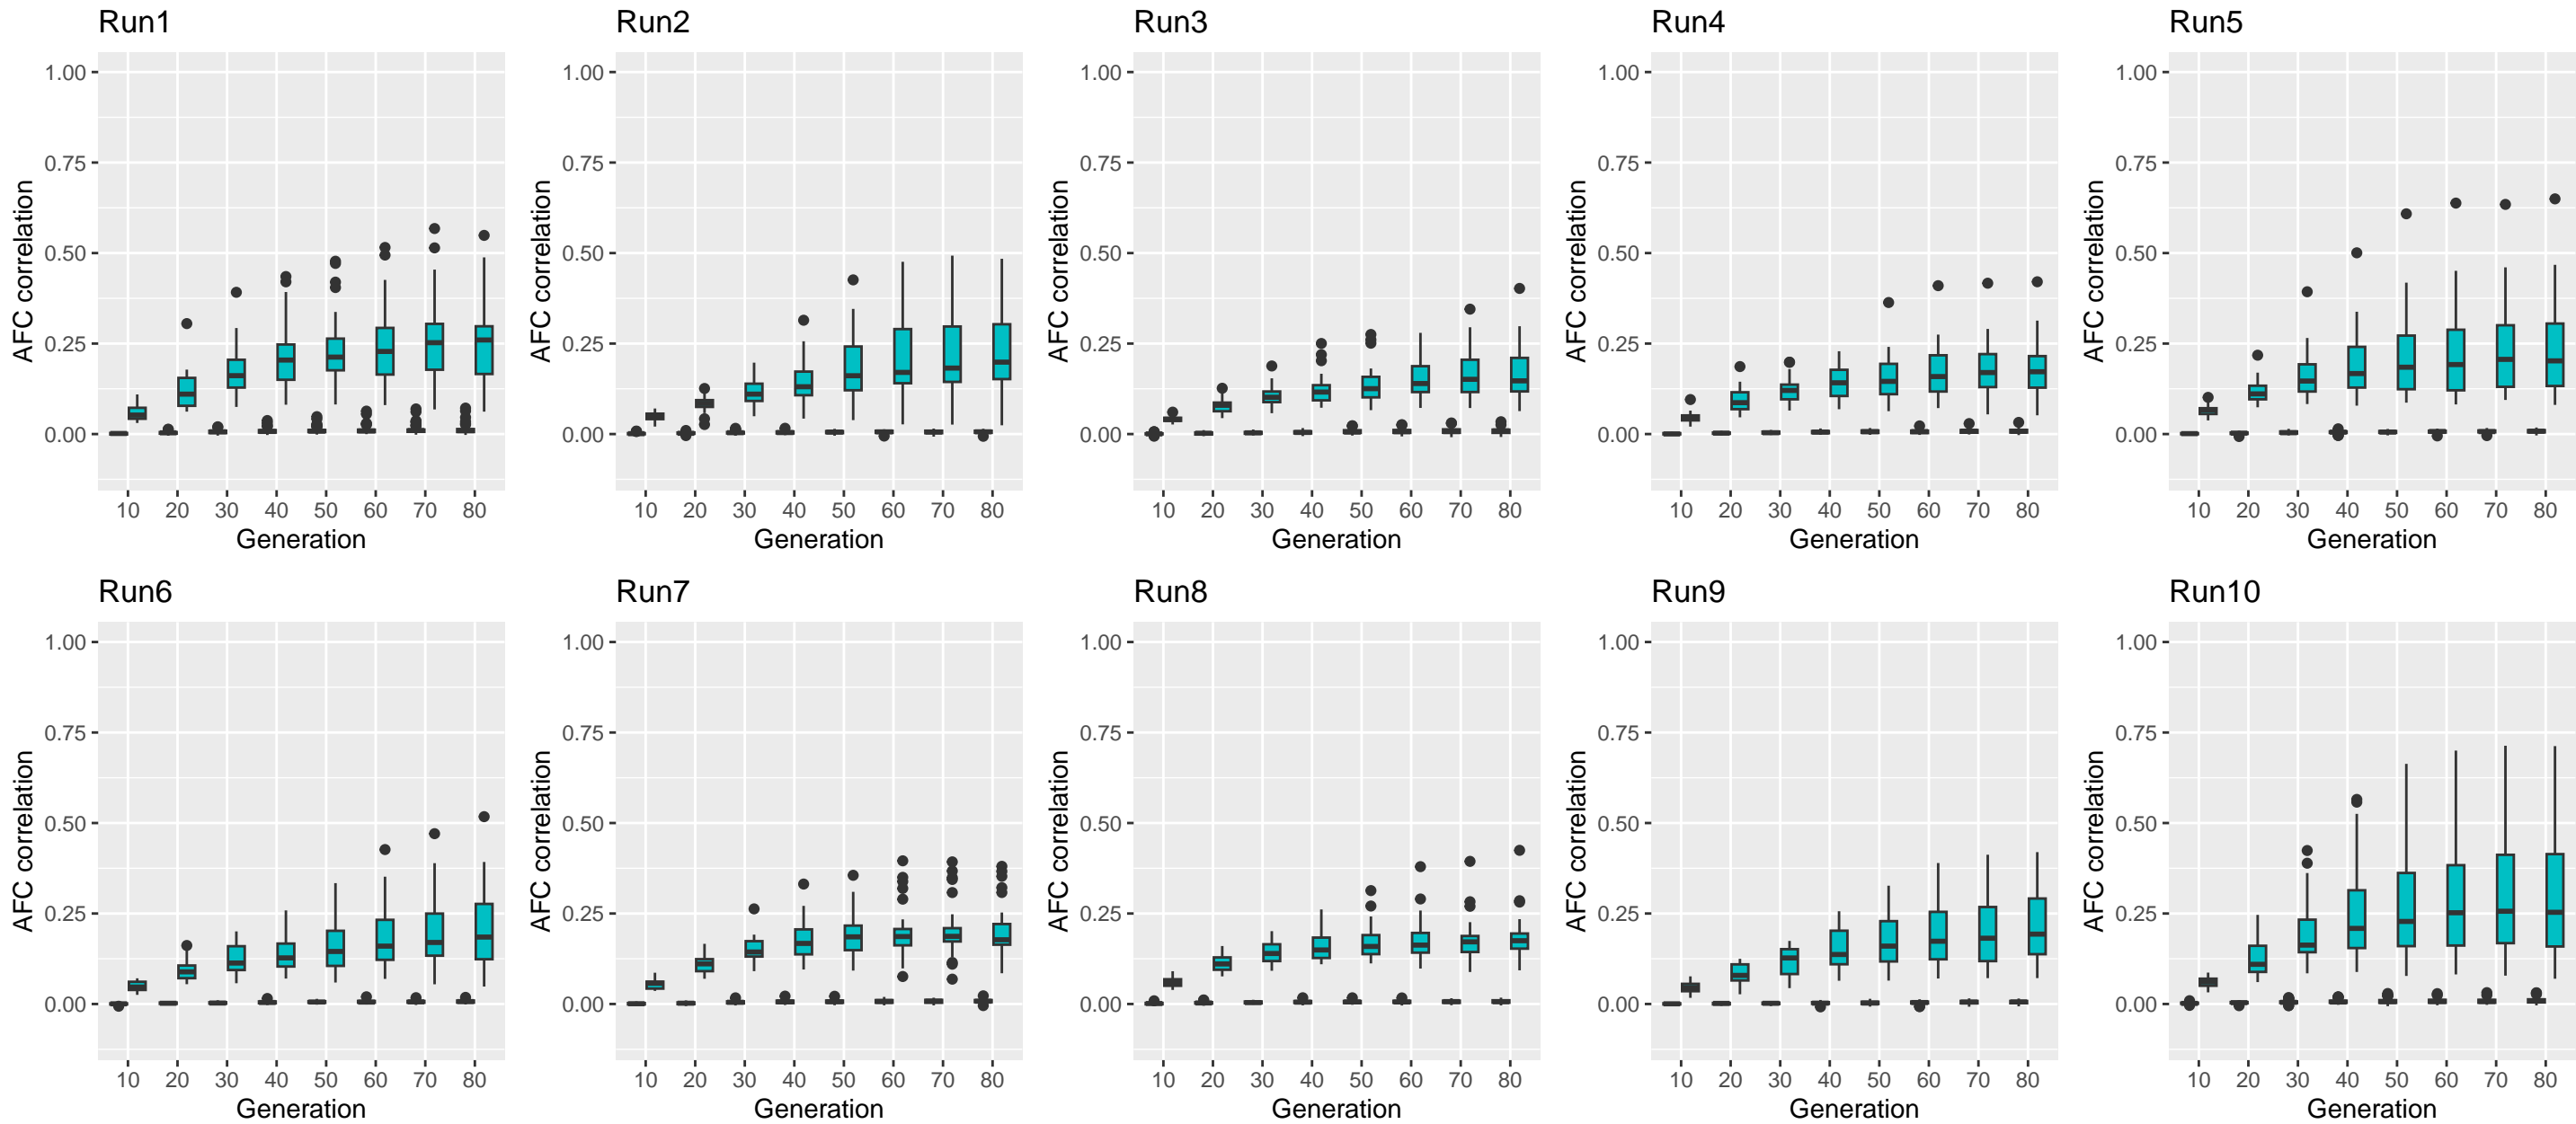 Run1 Run2 Run3 Run4 Run5
1.00 1.00 1.00 1.00 1.00
0.75 0.75 0.75 0.75 0.75
0.50 0.50 0.50 0.50 0.50
0.25 0.25 0.25 0.25 0.25
0.00 0.00 0.00 0.00 0.00
AFC correlation AFC correlation AFC correlation AFC correlation AFC correlation
10 20 30 40 50 60 70 80 10 20 30 40 50 60 70 80 10 20 30 40 50 60 70 80 10 20 30 40 50 60 70 80 10 20 30 40 50 60 70 80
Generation Generation Generation Generation Generation
Run6 Run7 Run8 Run9 Run10
1.00 1.00 1.00 1.00 1.00
0.75 0.75 0.75 0.75 0.75
0.50 0.50 0.50 0.50 0.50
0.25 0.25 0.25 0.25 0.25
0.00 0.00 0.00 0.00 0.00
AFC correlation AFC correlation AFC correlation AFC correlation AFC correlation
10 20 30 40 50 60 70 80 10 20 30 40 50 60 70 80 10 20 30 40 50 60 70 80 10 20 30 40 50 60 70 80 10 20 30 40 50 60 70 80
Generation Generation Generation Generation Generation